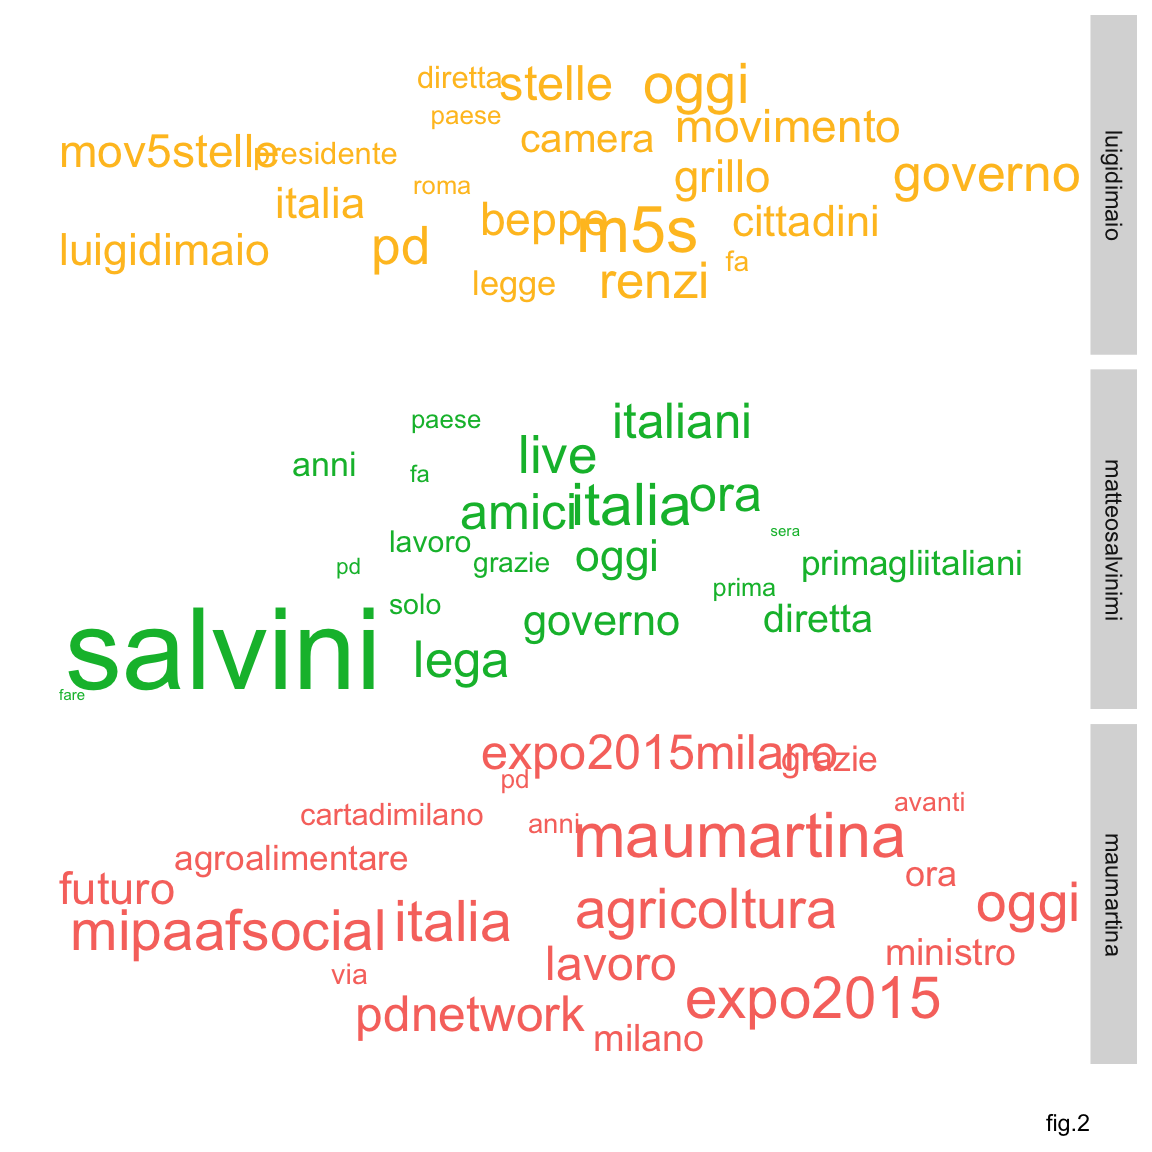 diretta
stelle
oggi
paese
camera
movimento
mov5stelle
presidente
roma
grillo
governo
italia
beppe
m5s
cittadini
luigidimaio
pd
fa
legge
renzi
luigidimaio
paese
italiani
anni
fa
live
amici
italia
ora
sera
lavoro
grazie
oggi
primagliitaliani
pd
prima
solo
governo
diretta
salvini
lega
fare
matteosalvinimi
expo2015milano
grazie
pd
avanti
cartadimilano
anni
maumartina
agroalimentare
ora
futuro
mipaafsocial
italia
agricoltura
oggi
lavoro
ministro
via
pdnetwork
expo2015
milano
maumartina
fig.2